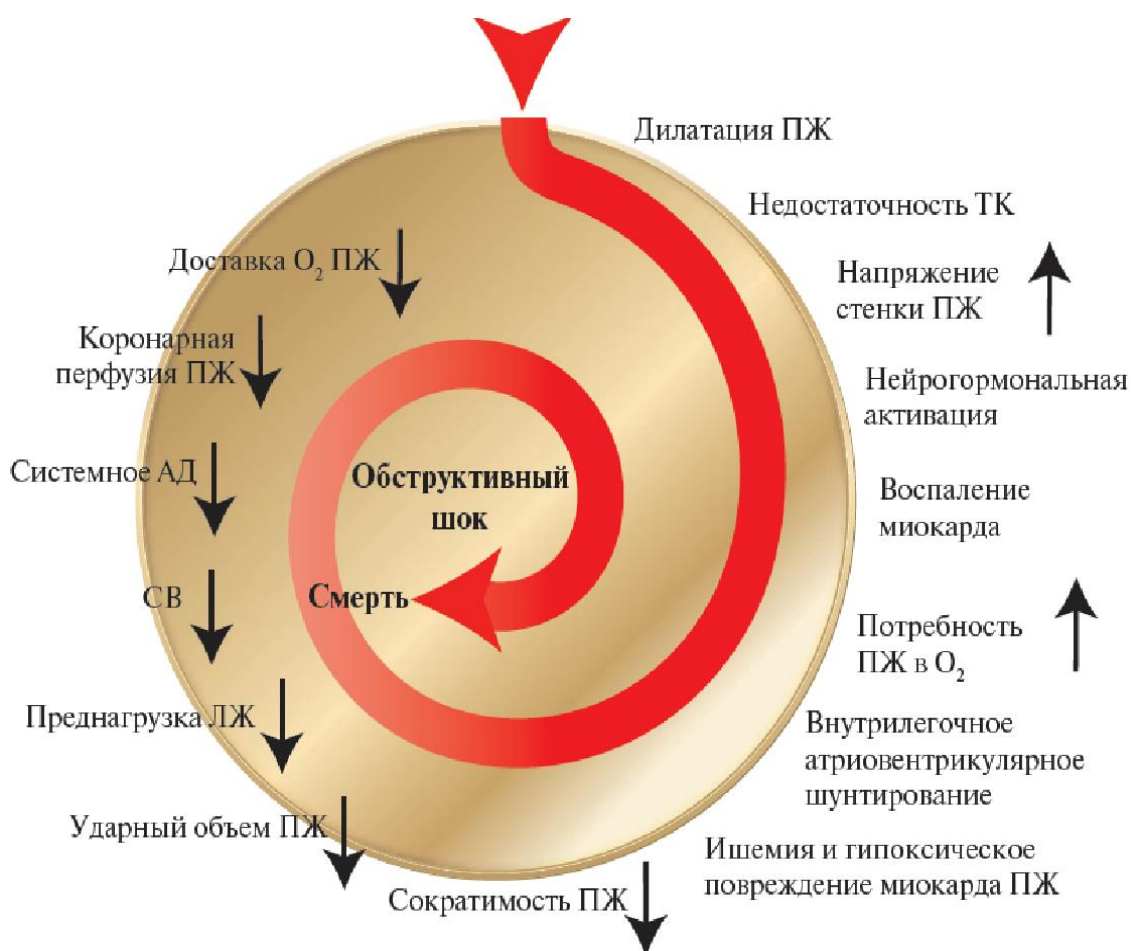 Дилатация ПЖ
Недостаточность ТК
Напряжение
стенки ПЖ
Нейрогормональная
активация
Воспаление
миокарда
Потребность
ПЖ в O₂
Внутрилегочное
атриовентрикулярное
шунтирование
Ишемия и гипоксическое
повреждение миокарда ПЖ
Сократимость ПЖ
Ударный объем ПЖ
Преднагрузка ЛЖ
СВ
Системное АД
Коронарная
перфузия ПЖ
Доставка O₂ ПЖ
Обструктивный
шок
Смерть